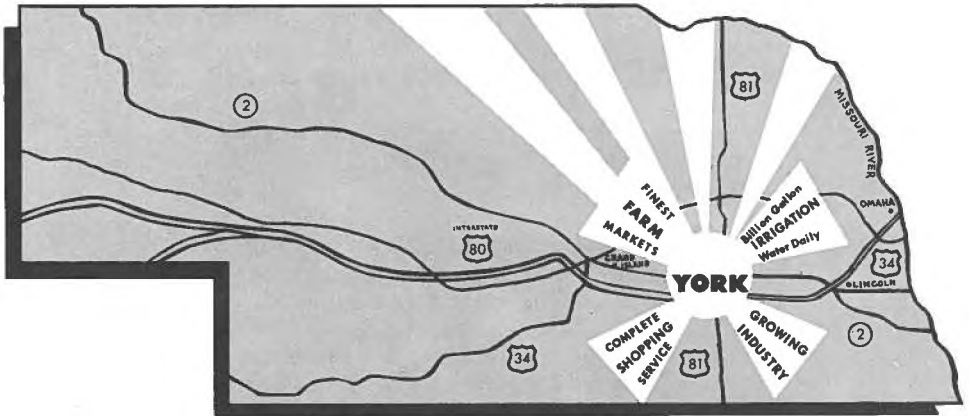 81
2
MISSOURI RIVER
FINEST
FARM
MARKETS
Billion Gallon
IRRIGATION
Water Daily
OMAHA
INTERSTATE
80
GRAND
ISLAND
34
YORK
LINCOLN
COMPLETE
SHOPPING
SERVICE
GROWING
INDUSTRY
2
34
81